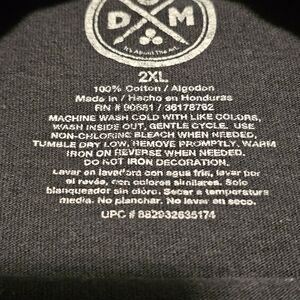 D M
It's About The Art.
2XL
100% Cotton / Algodon
Made in / Hecho en Honduras
RN # 90681 / 36178762
MACHINE WASH COLD WITH LIKE COLORS,
WASH INSIDE OUT, GENTLE CYCLE. USE
NON-CHLORINE BLEACH WHEN NEEDED,
TUMBLE DRY LOW, REMOVE PROMPTLY. WARM
IRON ON REVERSE WHEN NEEDED.
DO NOT IRON DECORATION.
Lavar en lavadora con agua fria, lavar por
el revés, con colores similares. Solo
blanqueador sin cloro. Secar a temperatura
media. No planchar. No lavar en seco.
UPC # 882932635174